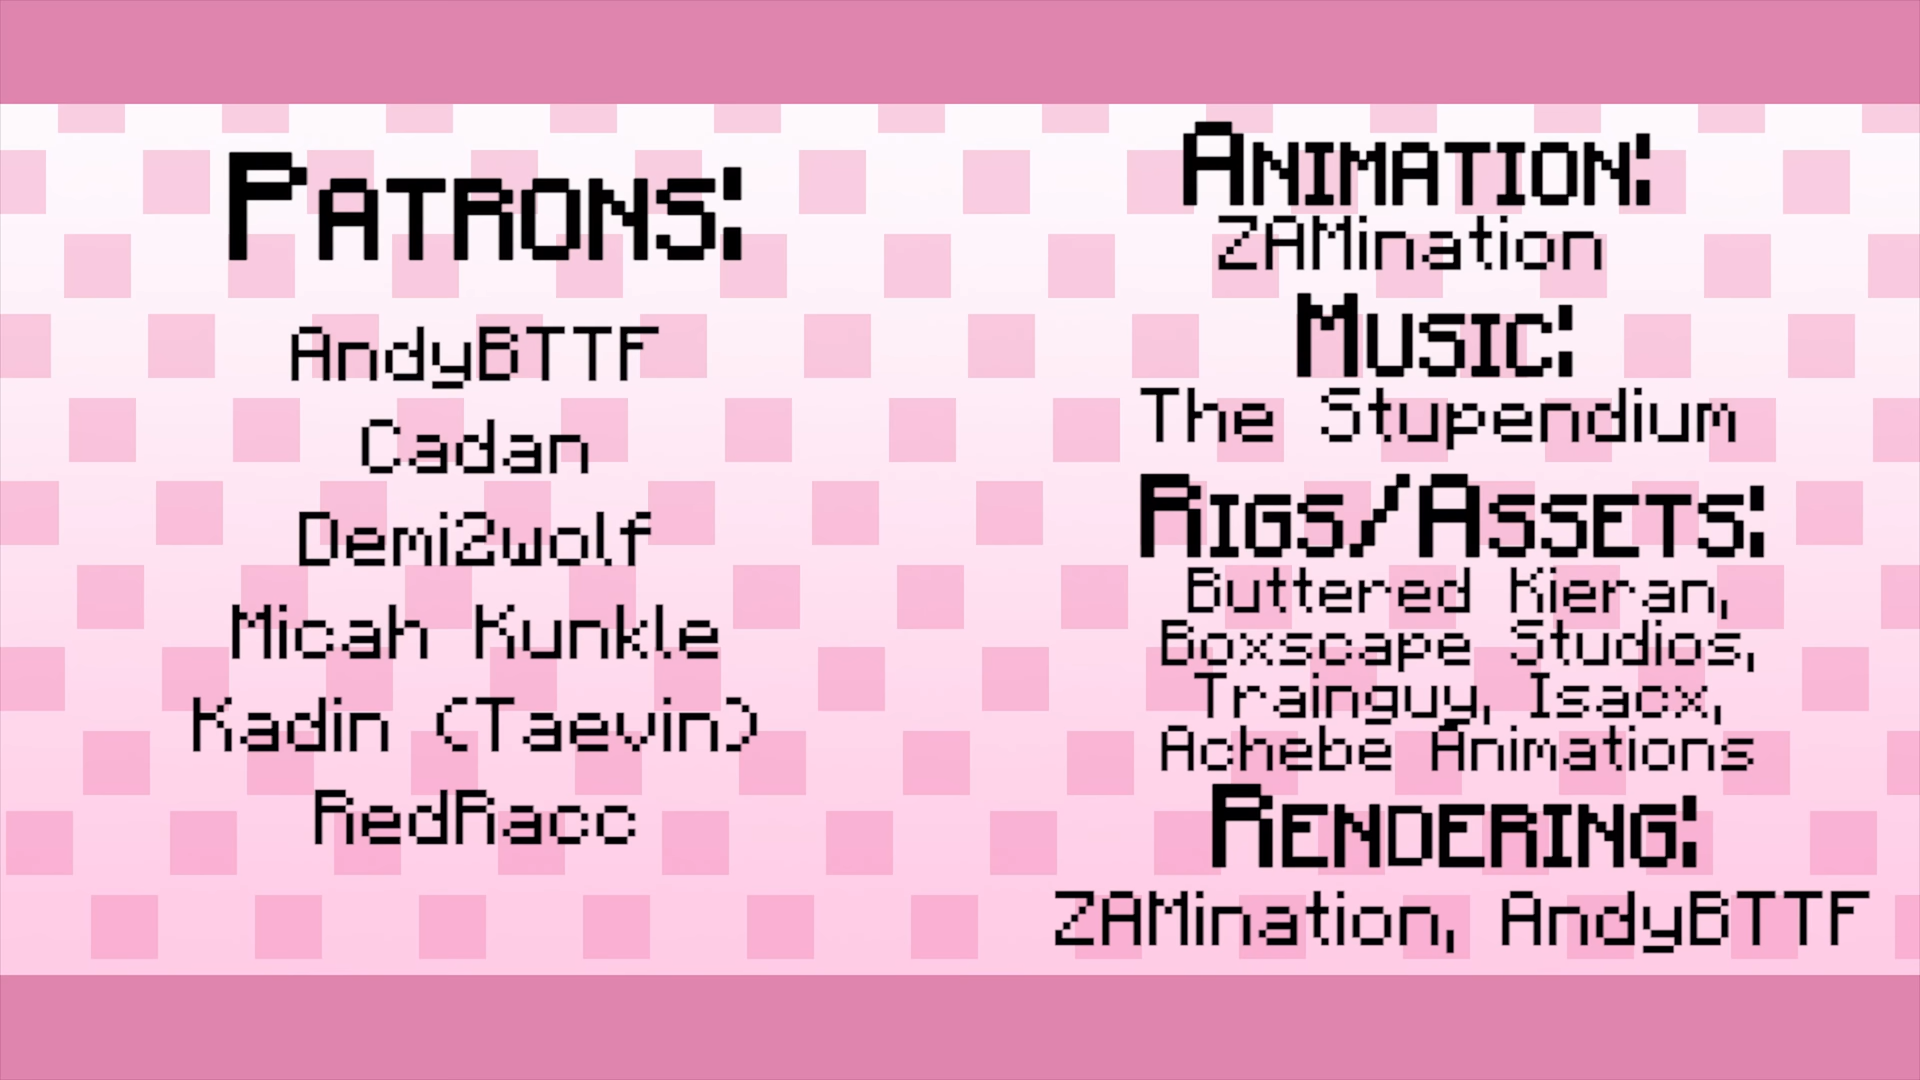 Patrons:
AndyBTTF
Cadan
Demi2wolf
Micah Kunkle
Kadin (Taevin)
RedRacc
Animation:
ZAMination
Music:
The Stupendium
Rigs/Assets:
Buttered Kieran,
Boxscape Studios,
Trainguy, Isacx,
Achebe Animations
Rendering:
ZAMination, AndyBTTF